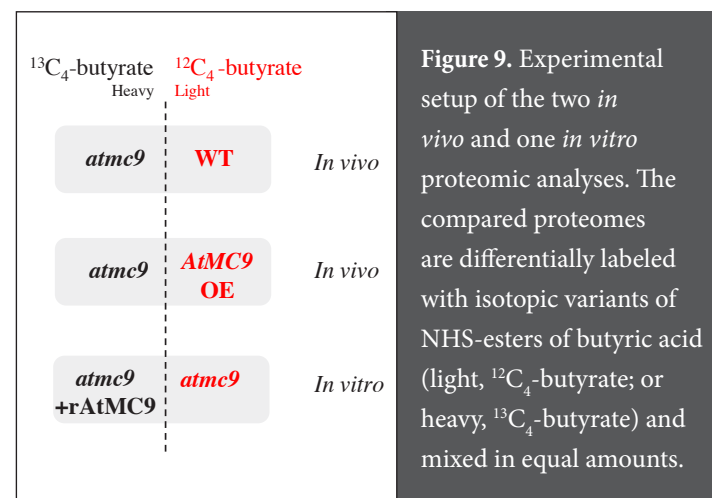 ¹³C₄-butyrate ¹²C₄-butyrate
Heavy Light
atmc9 WT In vivo
atmc9 AtMC9 In vivo
OE
atmc9 atmc9 In vitro
+rAtMC9
Figure 9. Experimental
setup of the two in
vivo and one in vitro
proteomic analyses. The
compared proteomes
are differentially labeled
with isotopic variants of
NHS-esters of butyric acid
(light, ¹²C₄-butyrate; or
heavy, ¹³C₄-butyrate) and
mixed in equal amounts.